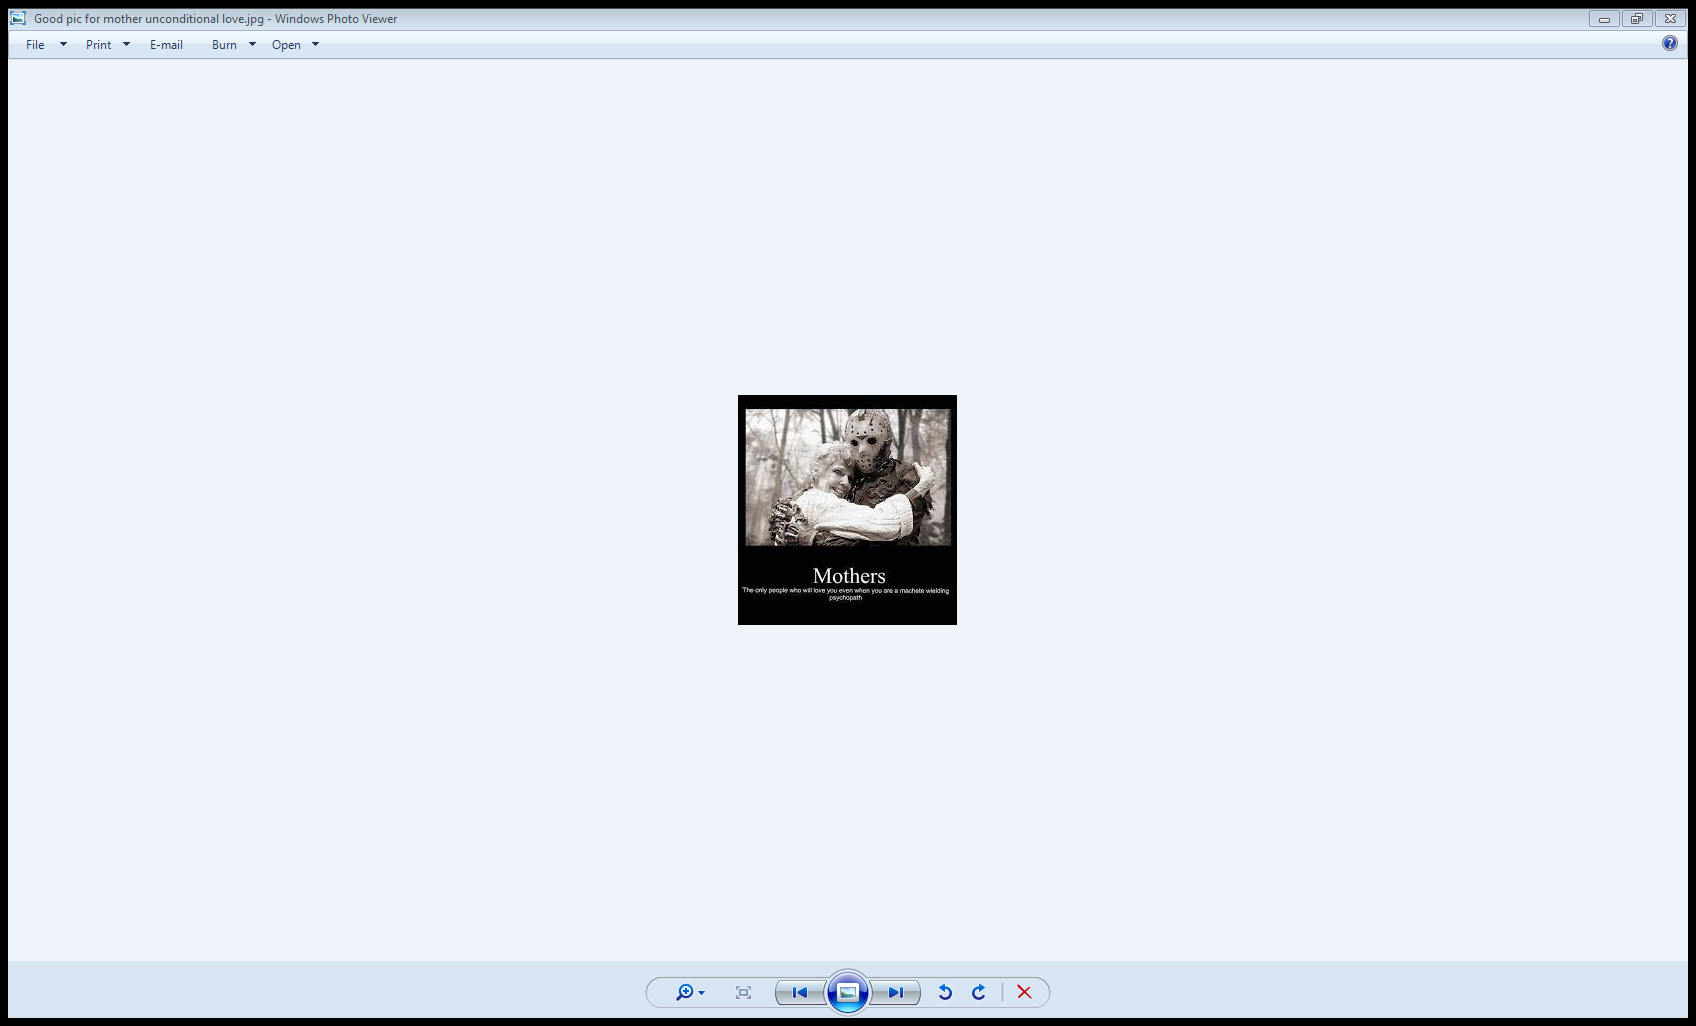 Good pic for mother unconditional love.jpg - Windows Photo Viewer
File Print E-mail Burn Open
Mothers
The only people who will love you even when you are a machete wielding
psychopath